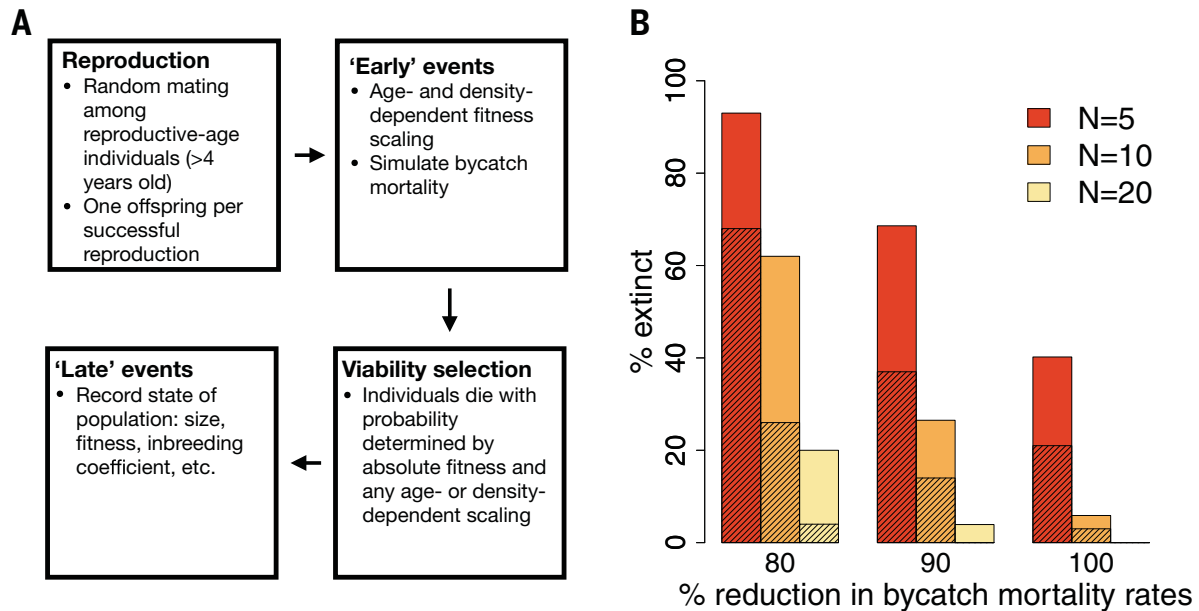 A
Reproduction
• Random mating
among
reproductive-age
individuals (>4
years old)
• One offspring per
successful
reproduction
‘Early’ events
• Age- and density-
dependent fitness
scaling
• Simulate bycatch
mortality
‘Late’ events
• Record state of
population: size,
fitness, inbreeding
coefficient, etc.
Viability selection
• Individuals die with
probability
determined by
absolute fitness and
any age- or density-
dependent scaling
B
% extinct
100
80
60
40
20
0
N=5
N=10
N=20
80 90 100
% reduction in bycatch mortality rates